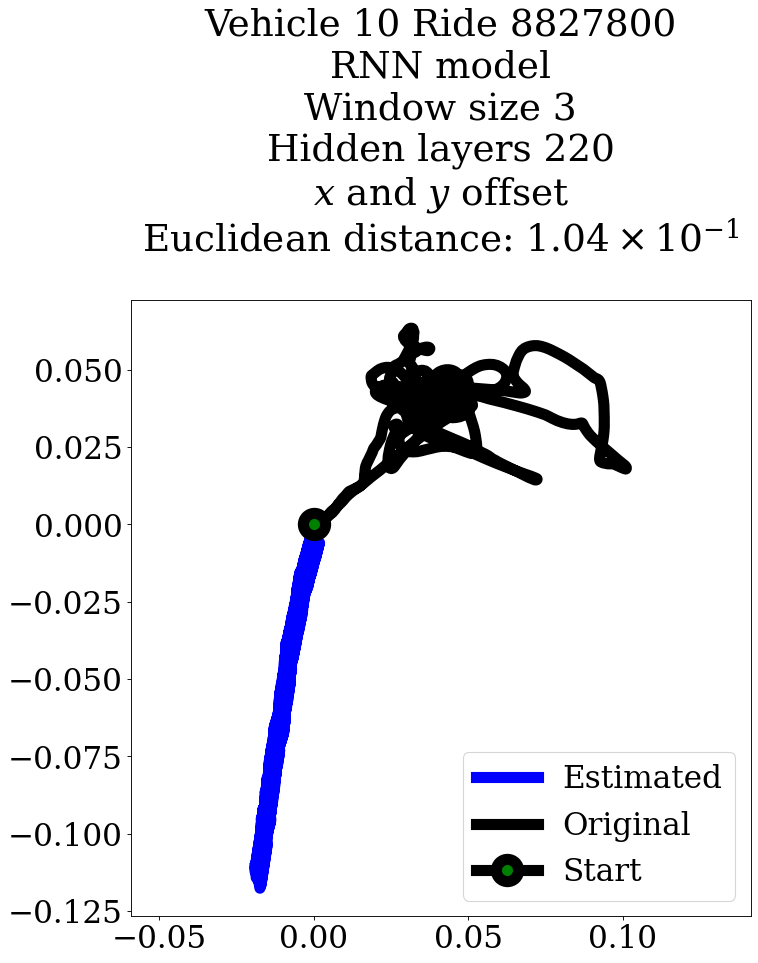 Vehicle 10 Ride 8827800
RNN model
Window size 3
Hidden layers 220
x and y offset
Euclidean distance: 1.04 × 10⁻¹
0.050
0.025
0.000
−0.025
−0.050
−0.075
−0.100
−0.125
−0.05
0.00
0.05
0.10
Estimated
Original
Start